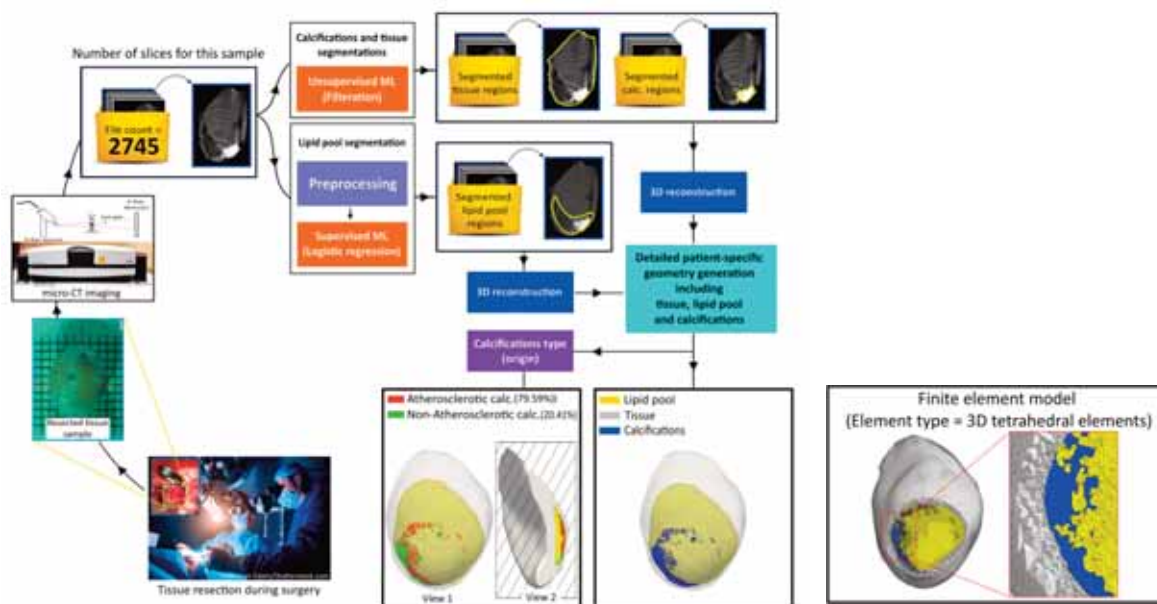 Number of slices for this sample
File count =
2745
Calcifications and tissue
segmentations
Unsupervised ML
(Filteration)
Lipid pool segmentation
Preprocessing
Supervised ML
(Logistic regression)
Segmented
tissue regions
Segmented
calc. regions
Segmented
lipid pool
regions
3D reconstruction
3D reconstruction
Detailed patient-specific
geometry generation
including
tissue, lipid pool
and calcifications
Calcifications type
(origin)
micro-CT imaging
Resected tissue
sample
Tissue resection during surgery
Atherosclerotic calc. (79.59%)
Non-Atherosclerotic calc. (20.41%)
View 1
View 2
Lipid pool
Tissue
Calcifications
Finite element model
(Element type = 3D tetrahedral elements)